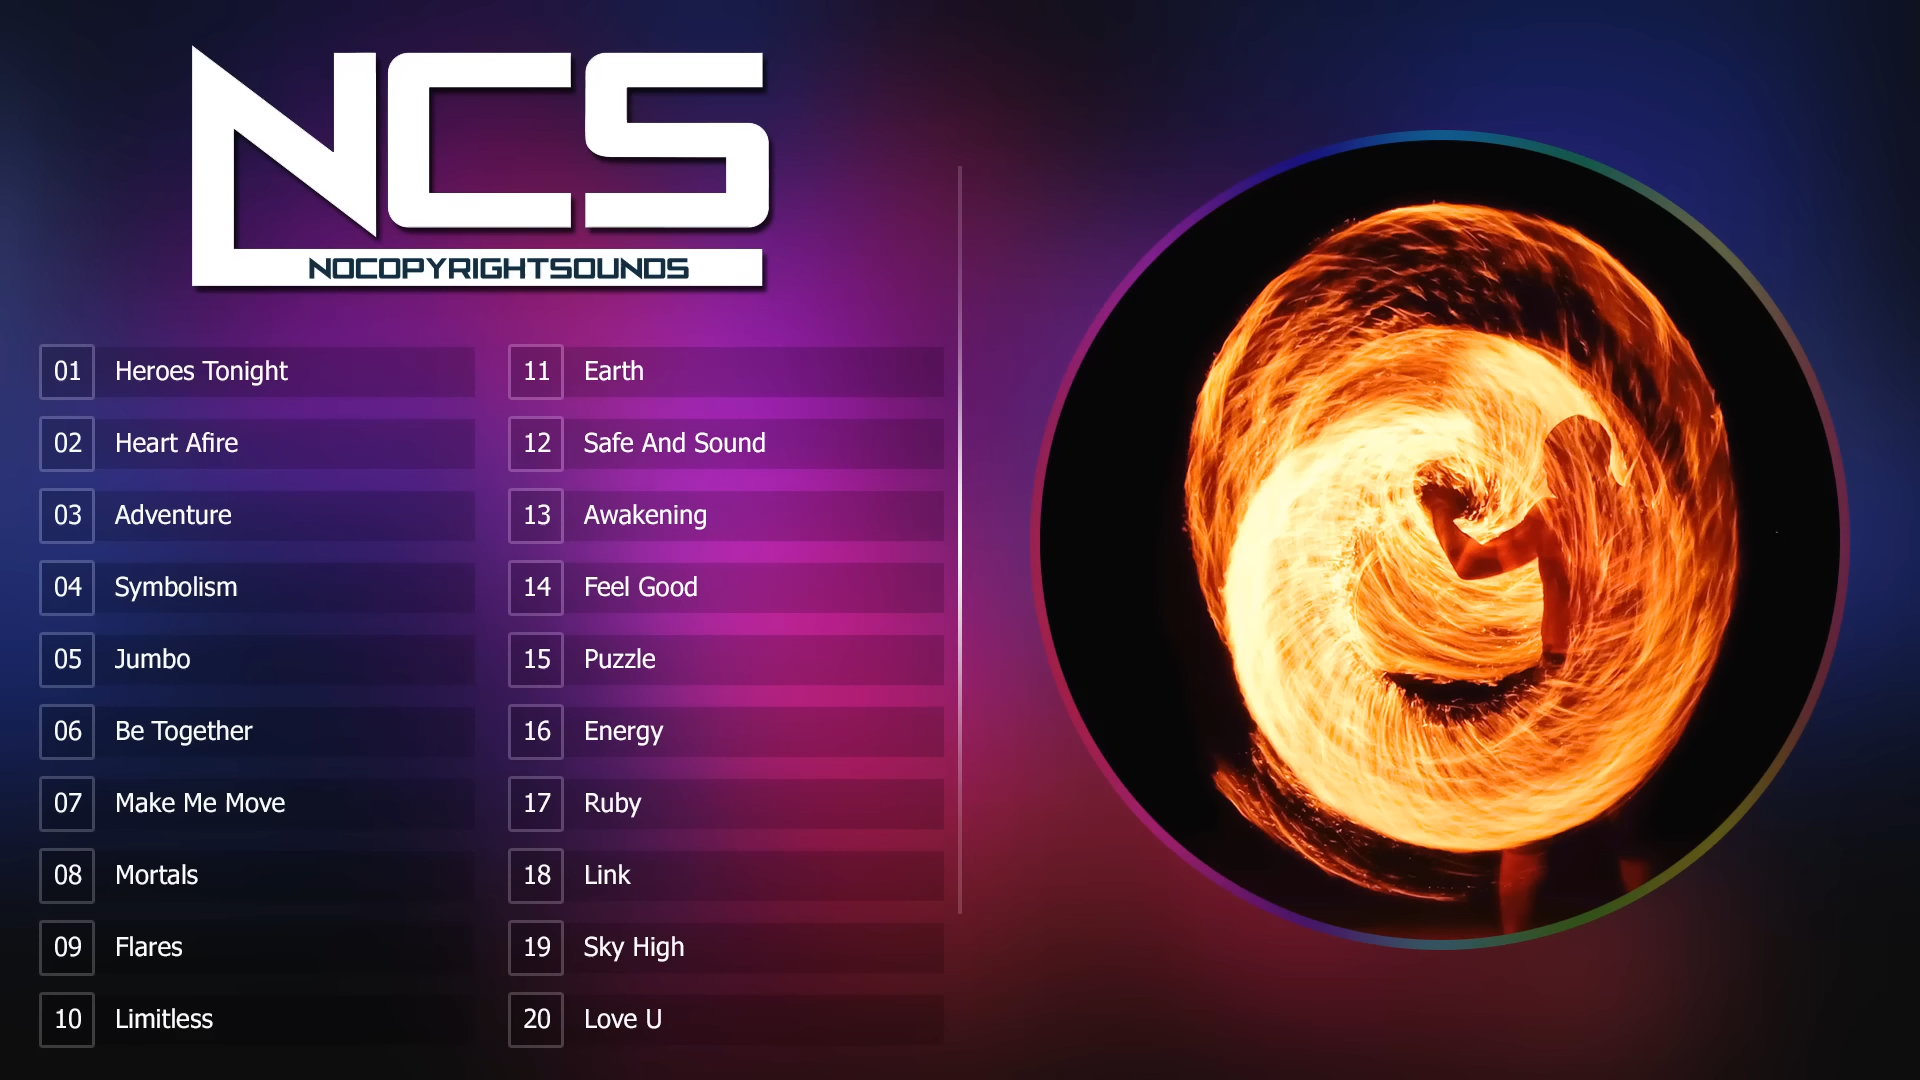 NCS
NOCOPYRIGHTSOUNDS
01 Heroes Tonight
02 Heart Afire
03 Adventure
04 Symbolism
05 Jumbo
06 Be Together
07 Make Me Move
08 Mortals
09 Flares
10 Limitless
11 Earth
12 Safe And Sound
13 Awakening
14 Feel Good
15 Puzzle
16 Energy
17 Ruby
18 Link
19 Sky High
20 Love U